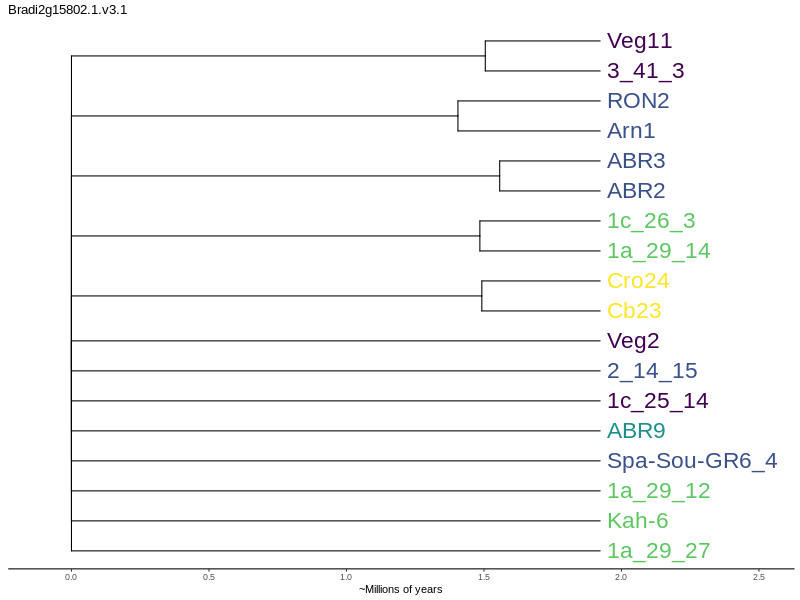 Bradi2g15802.1.v3.1
Veg11
3_41_3
RON2
Arn1
ABR3
ABR2
1c_26_3
1a_29_14
Cro24
Cb23
Veg2
2_14_15
1c_25_14
ABR9
Spa-Sou-GR6_4
1a_29_12
Kah-6
1a_29_27
0.0 0.5 1.0 1.5 2.0 2.5
~Millions of years